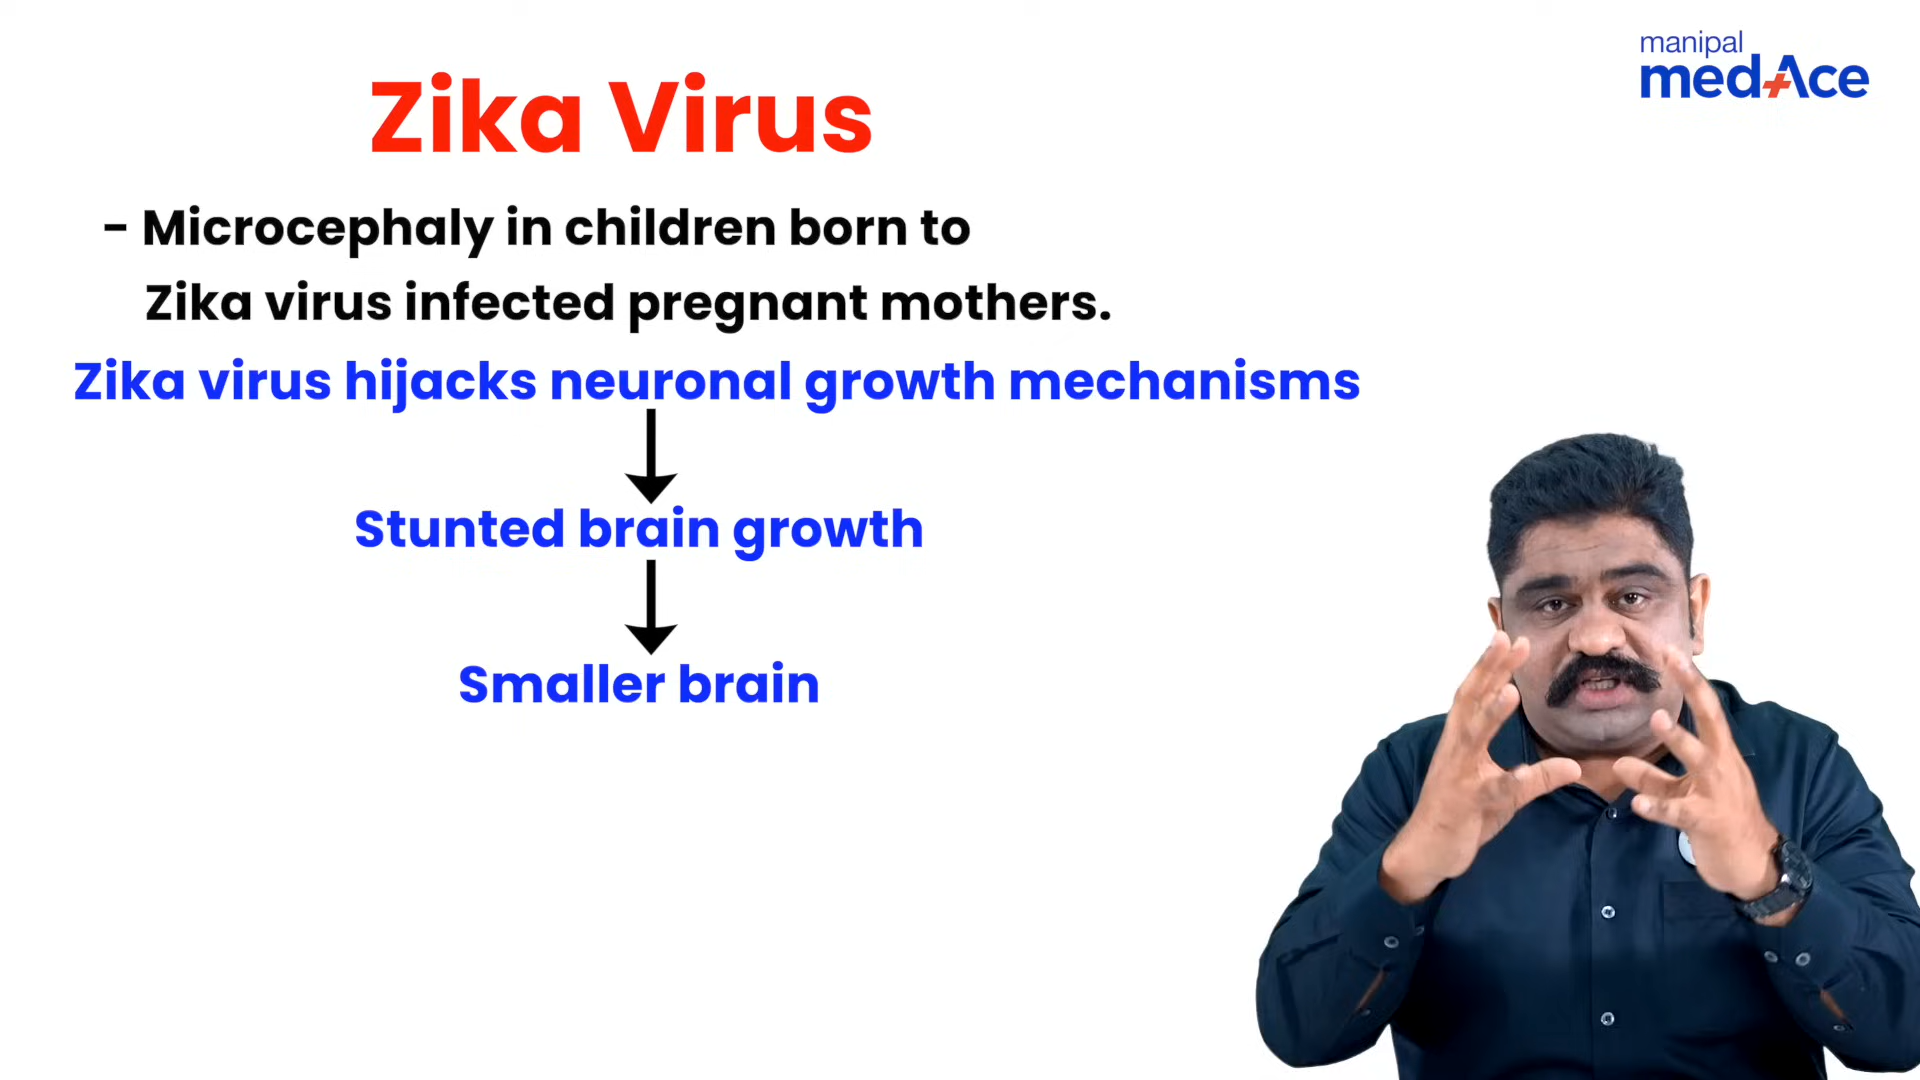 manipal
medAce
Zika Virus
- Microcephaly in children born to
Zika virus infected pregnant mothers.
Zika virus hijacks neuronal growth mechanisms
Stunted brain growth
Smaller brain